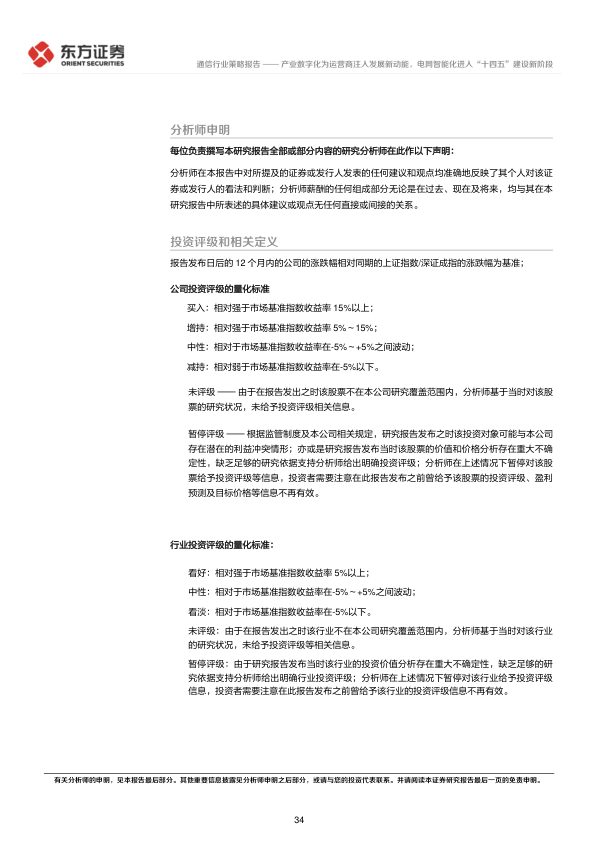 东方证券
ORIENT SECURITIES
通信行业策略报告 —— 产业数字化为运营商注入发展新动能，电网智能化进入“十四五”建设新阶段
分析师申明
每位负责撰写本研究报告全部或部分内容的研究分析师在此作以下声明：
分析师在本报告中对所提及的证券或发行人发表的任何建议和观点均准确地反映了其个人对该证
券或发行人的看法和判断；分析师薪酬的任何组成部分无论是在过去、现在及将来，均与其在本
研究报告中所表述的具体建议或观点无任何直接或间接的关系。
投资评级和相关定义
报告发布日后的 12 个月内的公司的涨跌幅相对同期的上证指数/深证成指的涨跌幅为基准；
公司投资评级的量化标准
买入：相对强于市场基准指数收益率 15%以上；
增持：相对强于市场基准指数收益率 5%～15%；
中性：相对于市场基准指数收益率在-5%～+5%之间波动；
减持：相对弱于市场基准指数收益率在-5%以下。
未评级 —— 由于在报告发出之时该股票不在本公司研究覆盖范围内，分析师基于当时对该股
票的研究状况，未给予投资评级相关信息。
暂停评级 —— 根据监管制度及本公司相关规定，研究报告发布之时该投资对象可能与本公司
存在潜在的利益冲突情形；亦或是研究报告发布当时该股票的价值和价格分析存在重大不确
定性，缺乏足够的研究依据支持分析师给出明确投资评级；分析师在上述情况下暂停对该股
票给予投资评级等信息，投资者需要注意在此报告发布之前曾给予该股票的投资评级、盈利
预测及目标价格等信息不再有效。
行业投资评级的量化标准：
看好：相对强于市场基准指数收益率 5%以上；
中性：相对于市场基准指数收益率在-5%～+5%之间波动；
看淡：相对于市场基准指数收益率在-5%以下。
未评级：由于在报告发出之时该行业不在本公司研究覆盖范围内，分析师基于当时对该行业
的研究状况，未给予投资评级等相关信息。
暂停评级：由于研究报告发布当时该行业的投资价值分析存在重大不确定性，缺乏足够的研
究依据支持分析师给出明确行业投资评级；分析师在上述情况下暂停对该行业给予投资评级
信息，投资者需要注意在此报告发布之前曾给予该行业的投资评级信息不再有效。
有关分析师的申明，见本报告最后部分。其他重要信息披露见分析师申明之后部分，或请与您的投资代表联系。并请阅读本证券研究报告最后一页的免责申明。
34